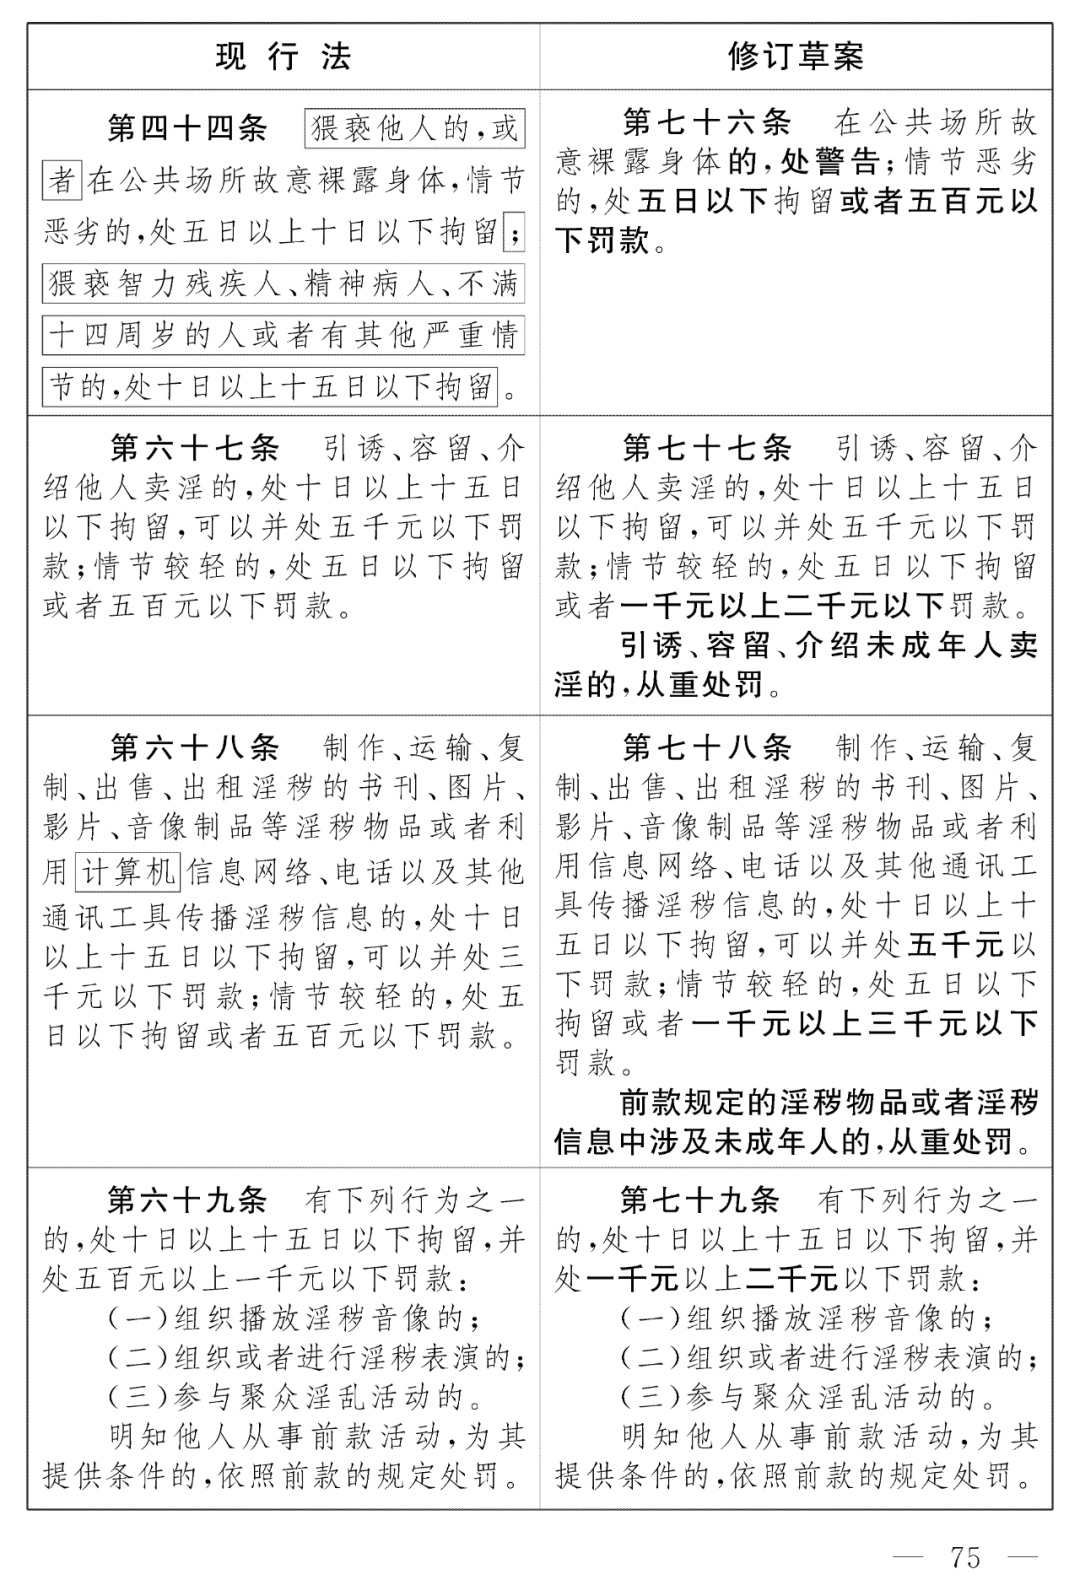 现行法
修订草案
第四十四条 猥亵他人的,或
者在公共场所故意裸露身体,情节
恶劣的,处五日以上十日以下拘留;
猥亵智力残疾人、精神病人、不满
十四周岁的人或者有其他严重情
节的,处十日以上十五日以下拘留。
第七十六条 在公共场所故
意裸露身体的,处警告;情节恶劣
的,处五日以下拘留或者五百元以
下罚款。
第六十七条 引诱、容留、介
绍他人卖淫的,处十日以上十五日
以下拘留,可以并处五千元以下罚
款;情节较轻的,处五日以下拘留
或者五百元以下罚款。
第七十七条 引诱、容留、介
绍他人卖淫的,处十日以上十五日
以下拘留,可以并处五千元以下罚
款;情节较轻的,处五日以下拘留
或者一千元以上二千元以下罚款。
引诱、容留、介绍未成年人卖
淫的,从重处罚。
第六十八条 制作、运输、复
制、出售、出租淫秽的书刊、图片、
影片、音像制品等淫秽物品或者利
用计算机信息网络、电话以及其他
通讯工具传播淫秽信息的,处十日
以上十五日以下拘留,可以并处三
千元以下罚款;情节较轻的,处五
日以下拘留或者五百元以下罚款。
第七十八条 制作、运输、复
制、出售、出租淫秽的书刊、图片、
影片、音像制品等淫秽物品或者利
用信息网络、电话以及其他通讯工
具传播淫秽信息的,处十日以上十
五日以下拘留,可以并处五千元以
下罚款;情节较轻的,处五日以下
拘留或者一千元以上三千元以下
罚款。
前款规定的淫秽物品或者淫秽
信息中涉及未成年人的,从重处罚。
第六十九条 有下列行为之一
的,处十日以上十五日以下拘留,并
处五百元以上一千元以下罚款:
(一)组织播放淫秽音像的;
(二)组织或者进行淫秽表演的;
(三)参与聚众淫乱活动的。
明知他人从事前款活动,为其
提供条件的,依照前款的规定处罚。
第七十九条 有下列行为之一
的,处十日以上十五日以下拘留,并
处一千元以上二千元以下罚款:
(一)组织播放淫秽音像的;
(二)组织或者进行淫秽表演的;
(三)参与聚众淫乱活动的。
明知他人从事前款活动,为其
提供条件的,依照前款的规定处罚。
— 75 —